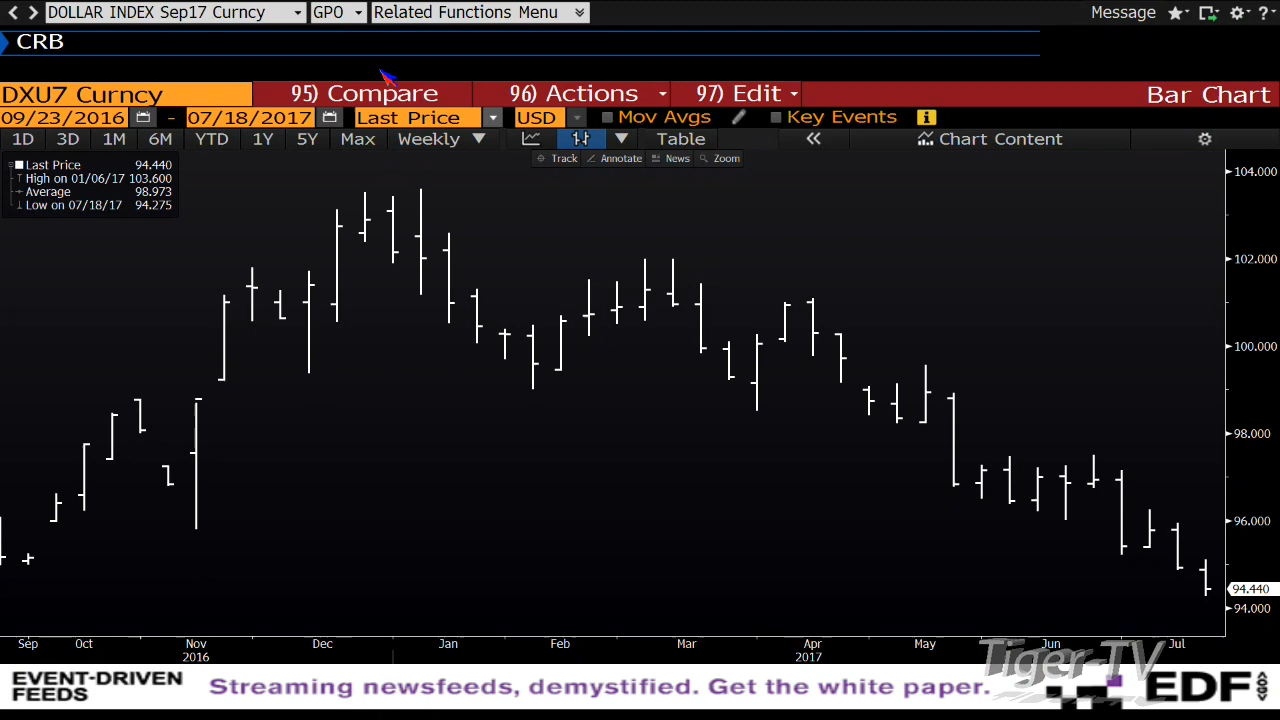 DOLLAR INDEX Sep17 Curncy GPO Related Functions Menu Message ?
CRB
DXU7 Curncy 95) Compare 96) Actions 97) Edit Bar Chart
09/23/2016 - 07/18/2017 Last Price USD Mov Avgs Key Events
1D 3D 1M 6M YTD 1Y 5Y Max Weekly Table Chart Content
Track Annotate News Zoom
Last Price 94.440
High on 01/06/17 103.600
Average 98.973
Low on 07/18/17 94.275
104.000
102.000
100.000
98.000
96.000
94.440
94.000
Sep Oct Nov Dec Jan Feb Mar Apr May Jun Jul
2016 2017
Tiger-TV
EVENT-DRIVEN
FEEDS
Streaming newsfeeds, demystified. Get the white paper.
EDF